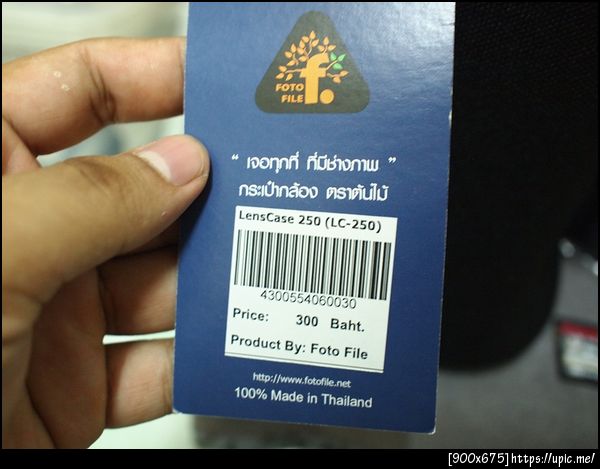 FOTO
FILE
f.
“ เจอทุกที่ ที่มีช่างภาพ ”
กระเป๋ากล้อง ตราต้นไม้
LensCase 250 (LC-250)
4300554060030
Price: 300 Baht.
Product By: Foto File
http://www.fotofile.net
100% Made in Thailand
[900x675]https://upic.me/